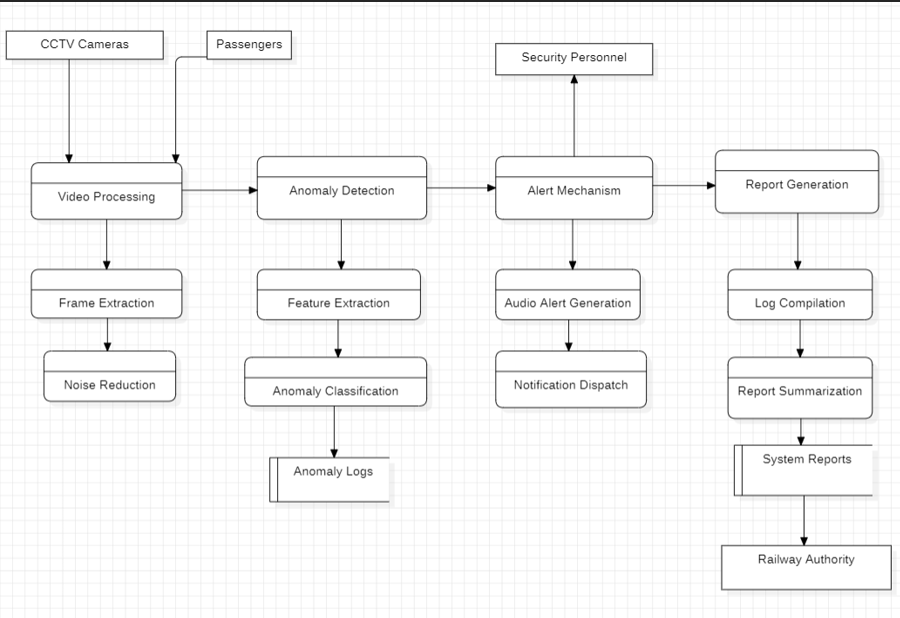 CCTV Cameras
Passengers
Security Personnel
Video Processing
Anomaly Detection
Alert Mechanism
Report Generation
Frame Extraction
Feature Extraction
Audio Alert Generation
Log Compilation
Noise Reduction
Anomaly Classification
Notification Dispatch
Report Summarization
Anomaly Logs
System Reports
Railway Authority